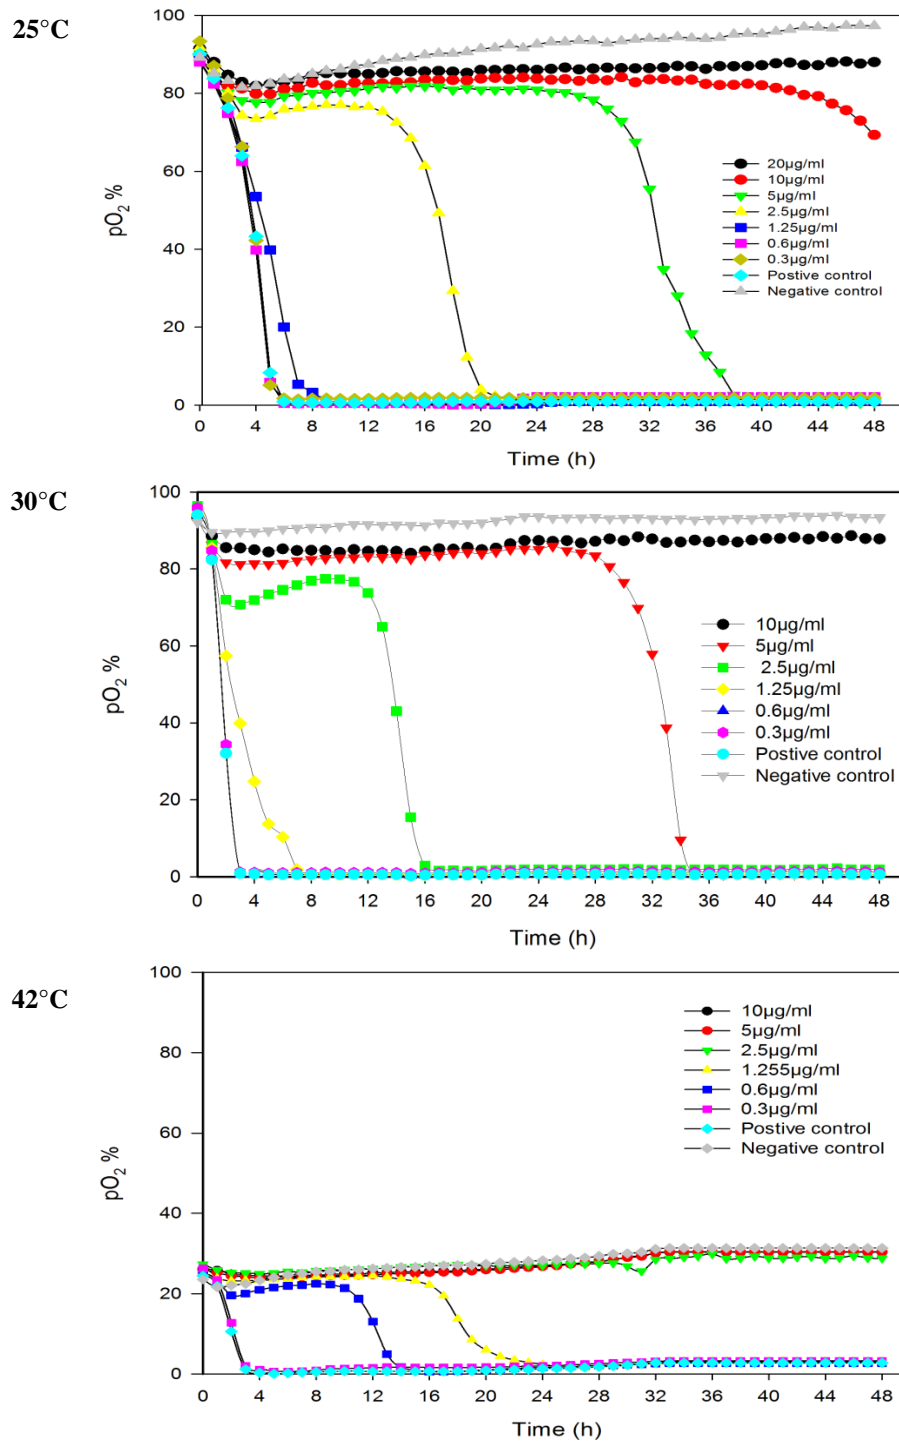 25°C
100
80
60
40
20
0
pO2 %
20µg/ml
10µg/ml
5µg/ml
2.5µg/ml
1.25µg/ml
0.6µg/ml
0.3µg/ml
Postive control
Negative control
0 4 8 12 16 20 24 28 32 36 40 44 48
Time (h)
30°C
100
80
60
40
20
0
pO2 %
10µg/ml
5µg/ml
2.5µg/ml
1.25µg/ml
0.6µg/ml
0.3µg/ml
Postive control
Negative control
0 4 8 12 16 20 24 28 32 36 40 44 48
Time (h)
42°C
100
80
60
40
20
0
pO2 %
10µg/ml
5µg/ml
2.5µg/ml
1.255µg/ml
0.6µg/ml
0.3µg/ml
Postive control
Negative control
0 4 8 12 16 20 24 28 32 36 40 44 48
Time (h)